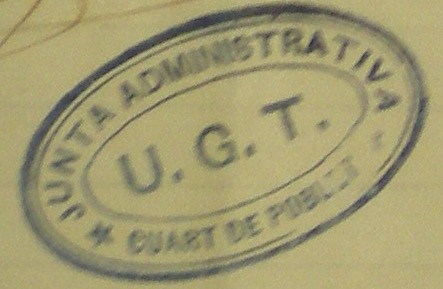 JUNTA ADMINISTRATIVA
U. G. T.
CUART DE POBLET